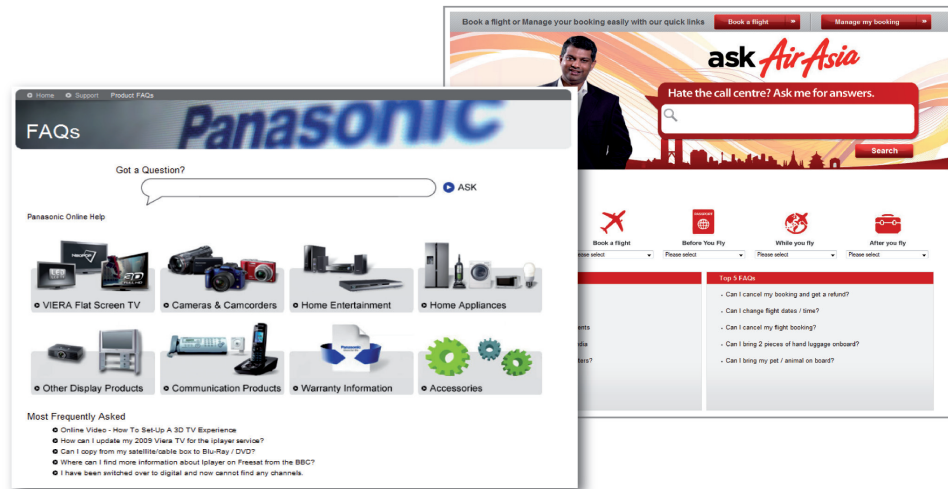 Book a flight or Manage your booking easily with our quick links
Book a flight
Manage my booking
ask AirAsia
Hate the call centre? Ask me for answers.
Search
Book a flight
Before You Fly
While you fly
After you fly
Please select
Please select
Please select
Top 5 FAQs
Can I cancel my booking and get a refund?
Can I change flight dates / time?
Can I cancel my flight booking?
Can I bring 2 pieces of hand luggage onboard?
Can I bring my pet / animal on board?
Home Support Product FAQs
FAQs
Panasonic
Got a Question?
ASK
Panasonic Online Help
VIERA Flat Screen TV
Cameras & Camcorders
Home Entertainment
Home Appliances
Other Display Products
Communication Products
Warranty Information
Accessories
Most Frequently Asked
Online Video - How To Set-Up A 3D TV Experience
How can I update my 2009 Viera TV for the iplayer service?
Can I copy from my satellite/cable box to Blu-Ray / DVD?
Where can I find more information about Iplayer on Freesat from the BBC?
I have been switched over to digital and now cannot find any channels.